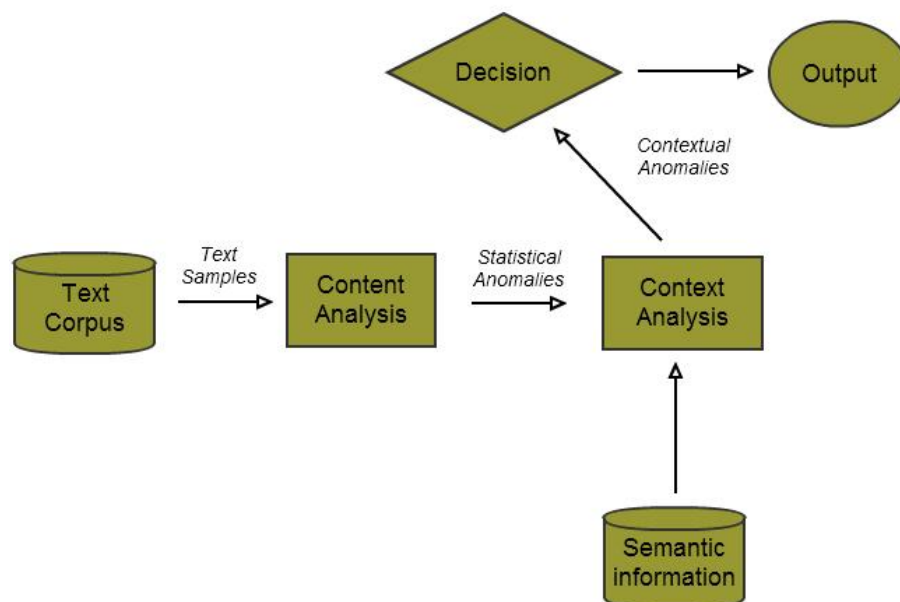 Decision
Output
Contextual
Anomalies
Text
Samples
Statistical
Anomalies
Text
Corpus
Content
Analysis
Context
Analysis
Semantic
information